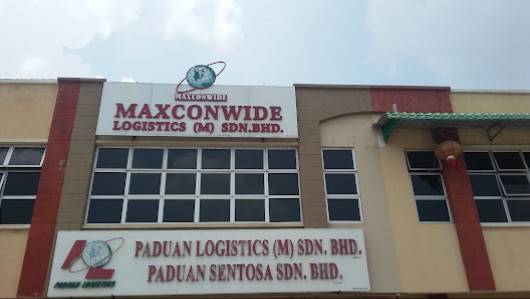 MAXCONWIDE
MAXCONWIDE
LOGISTICS (M) SDN.BHD.
PADUAN LOGISTICS (M) SDN. BHD.
PADUAN SENTOSA SDN. BHD.
PADUAN LOGISTICS